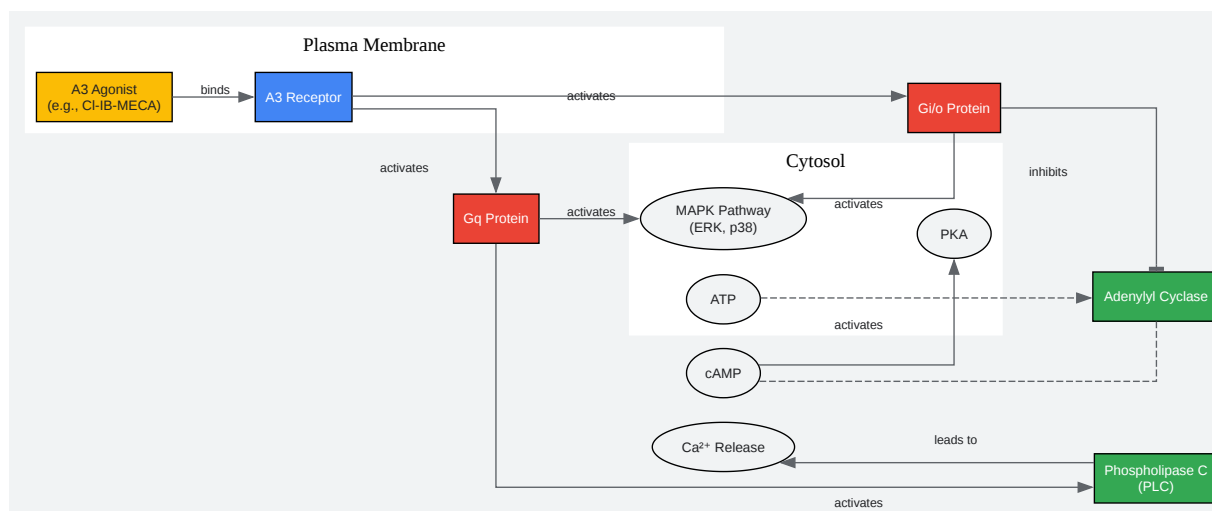 Plasma Membrane
A3 Agonist
(e.g., Cl-IB-MECA)
binds
A3 Receptor
activates
Gi/o Protein
Cytosol
activates
inhibits
Gq Protein
activates
MAPK Pathway
(ERK, p38)
activates
PKA
ATP
Adenylyl Cyclase
activates
cAMP
Ca²⁺ Release
leads to
Phospholipase C
(PLC)
activates